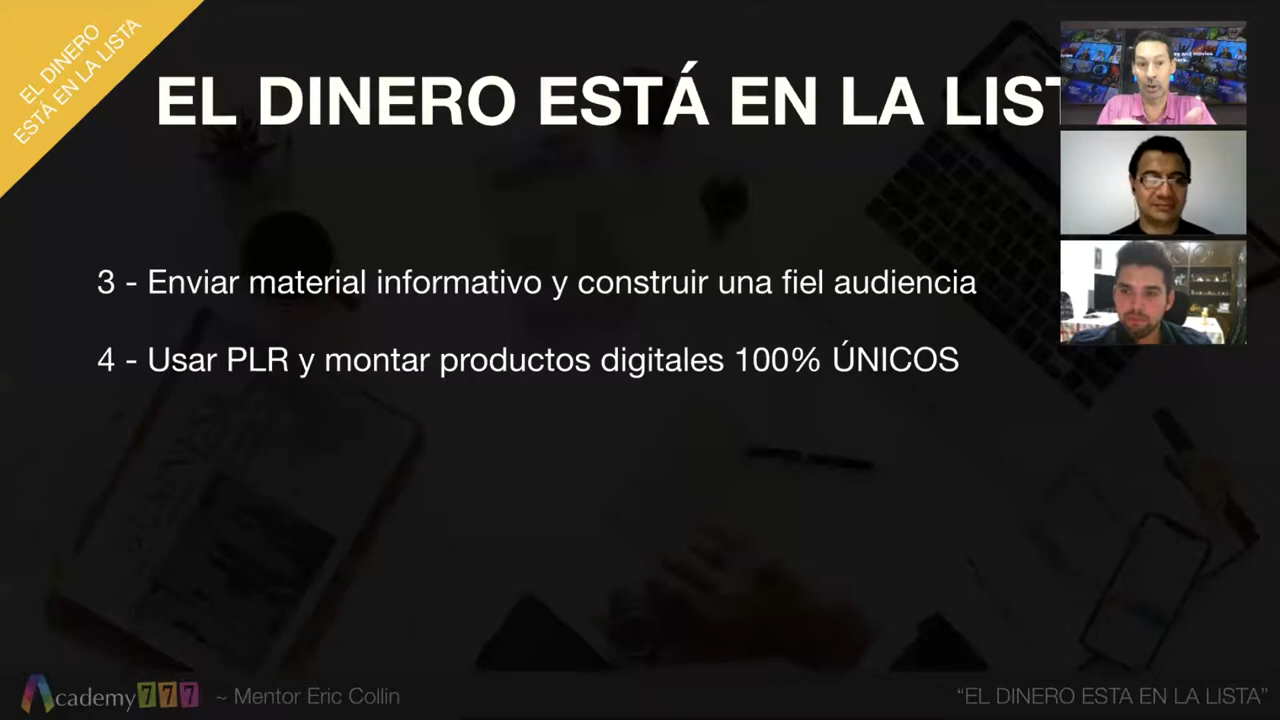 EL DINERO
ESTÁ EN LA LISTA
EL DINERO ESTÁ EN LA LIST
3 - Enviar material informativo y construir una fiel audiencia
4 - Usar PLR y montar productos digitales 100% ÚNICOS
Academy777 ~ Mentor Eric Collin
“EL DINERO ESTA EN LA LISTA”